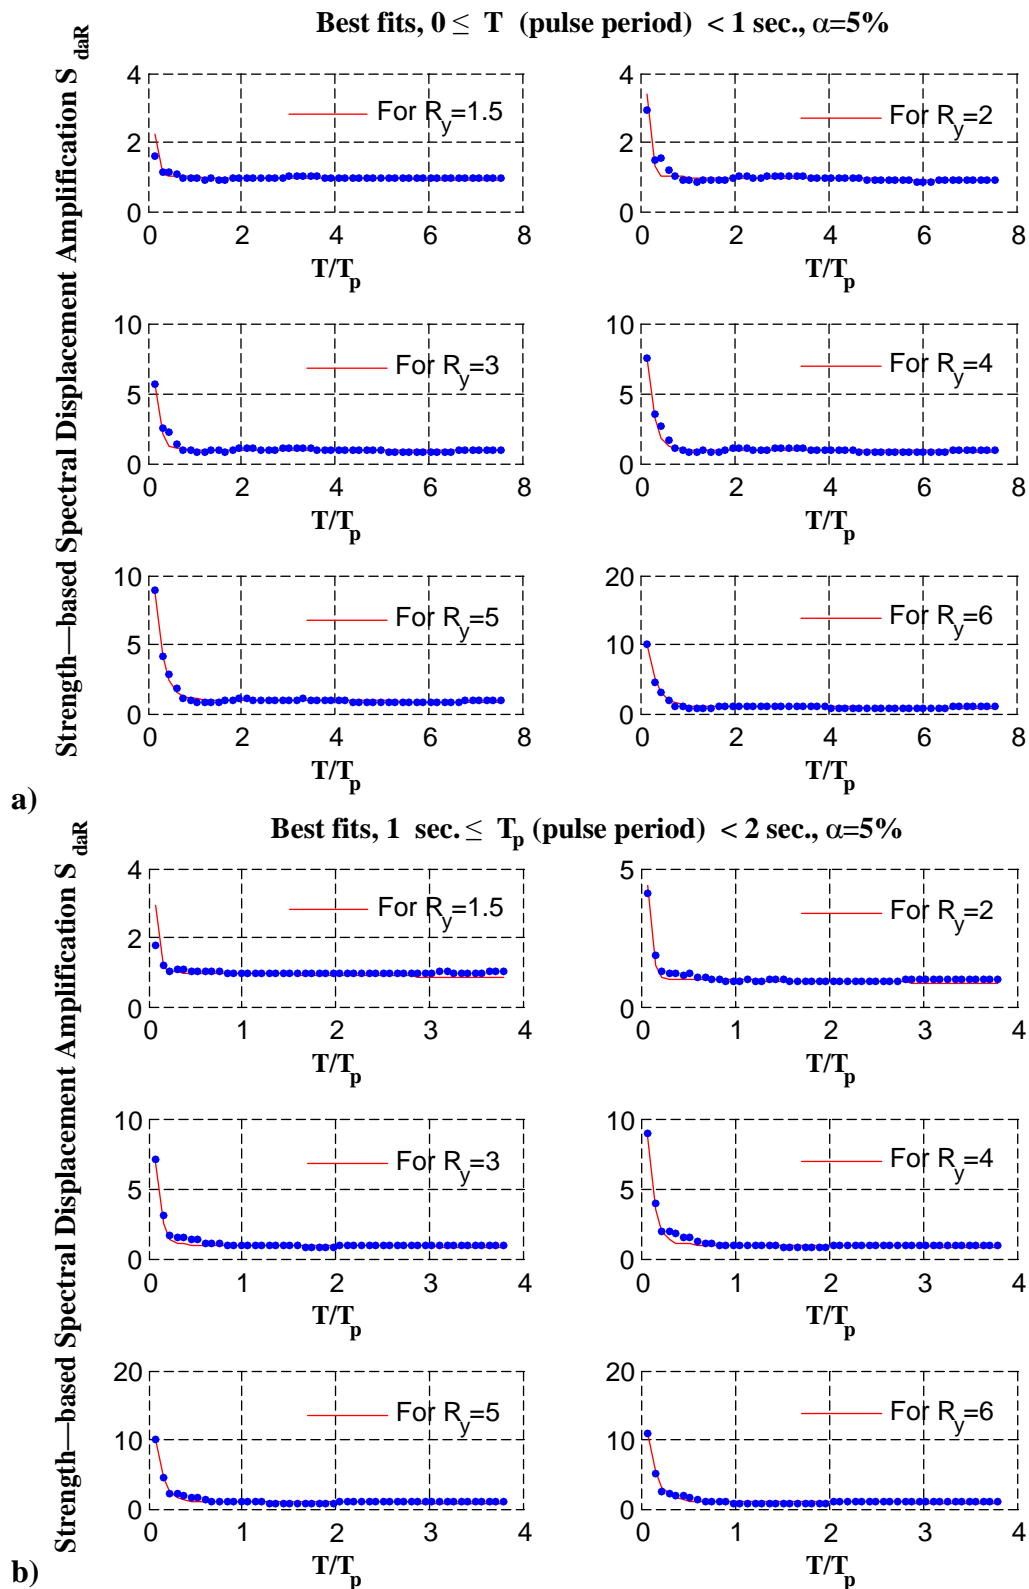 Best fits, 0 ≤ T (pulse period) < 1 sec., α=5%
Strength—based Spectral Displacement Amplification S_daR
4
2
0
0 2 4 6 8
For R_y=1.5
T/T_p
4
2
0
0 2 4 6 8
For R_y=2
T/T_p
10
5
0
0 2 4 6 8
For R_y=3
T/T_p
10
5
0
0 2 4 6 8
For R_y=4
T/T_p
10
5
0
0 2 4 6 8
For R_y=5
T/T_p
20
10
0
0 2 4 6 8
For R_y=6
T/T_p
a)
Best fits, 1 sec. ≤ T_p (pulse period) < 2 sec., α=5%
Strength—based Spectral Displacement Amplification S_daR
4
2
0
0 1 2 3 4
For R_y=1.5
T/T_p
5
0
0 1 2 3 4
For R_y=2
T/T_p
10
5
0
0 1 2 3 4
For R_y=3
T/T_p
10
5
0
0 1 2 3 4
For R_y=4
T/T_p
20
10
0
0 1 2 3 4
For R_y=5
T/T_p
20
10
0
0 1 2 3 4
For R_y=6
T/T_p
b)